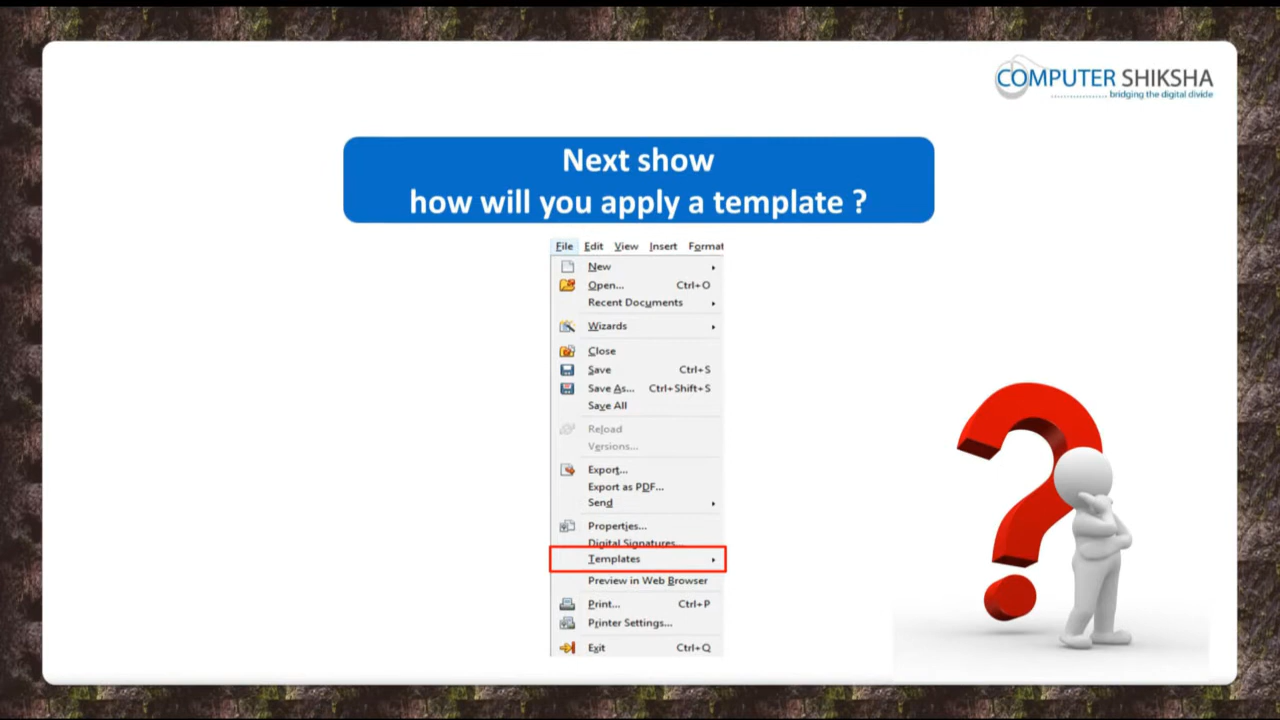 COMPUTER SHIKSHA
bridging the digital divide
Next show
how will you apply a template ?
File Edit View Insert Format
New
Open... Ctrl+O
Recent Documents
Wizards
Close
Save Ctrl+S
Save As... Ctrl+Shift+S
Save All
Reload
Versions...
Export...
Export as PDF...
Send
Properties...
Digital Signatures...
Templates
Preview in Web Browser
Print... Ctrl+P
Printer Settings...
Exit Ctrl+Q